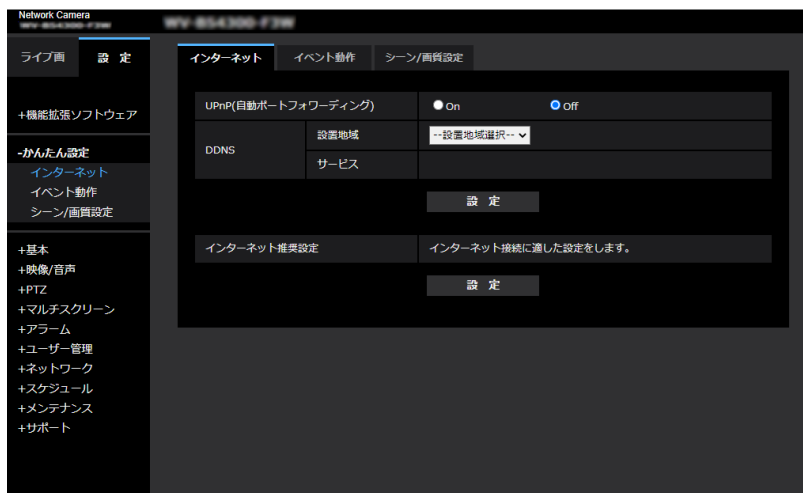 Network Camera
ライブ画
設 定
インターネット
イベント動作
シーン/画質設定
+機能拡張ソフトウェア
-かんたん設定
インターネット
イベント動作
シーン/画質設定
+基本
+映像/音声
+PTZ
+マルチスクリーン
+アラーム
+ユーザー管理
+ネットワーク
+スケジュール
+メンテナンス
+サポート
UPnP(自動ポートフォワーディング)
On
Off
DDNS
設置地域
--設置地域選択--
サービス
設 定
インターネット推奨設定
インターネット接続に適した設定をします。
設 定